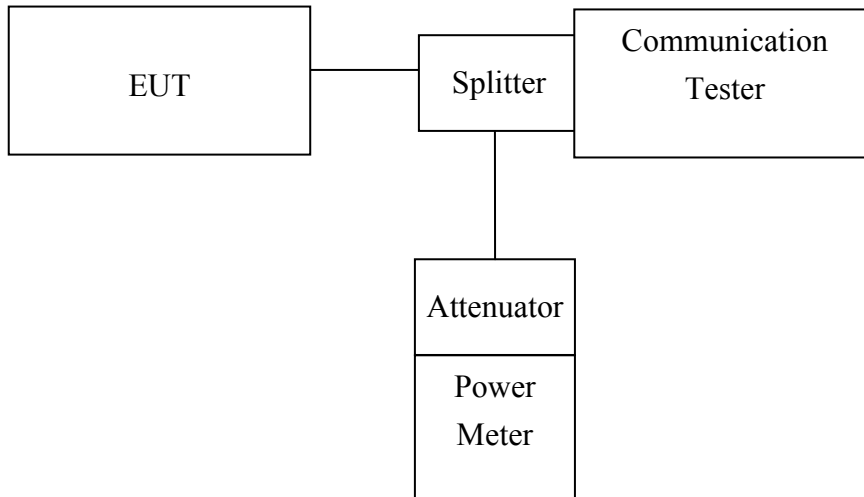 EUT
Splitter
Communication
Tester
Attenuator
Power
Meter